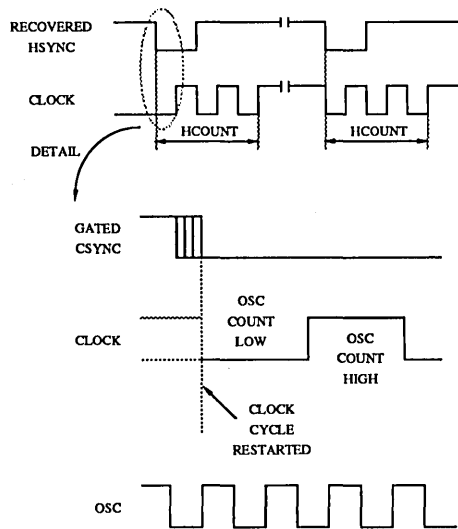 RECOVERED
HSYNC
CLOCK
HCOUNT
HCOUNT
DETAIL
GATED
CSYNC
CLOCK
OSC
COUNT
LOW
OSC
COUNT
HIGH
CLOCK
CYCLE
RESTARTED
OSC